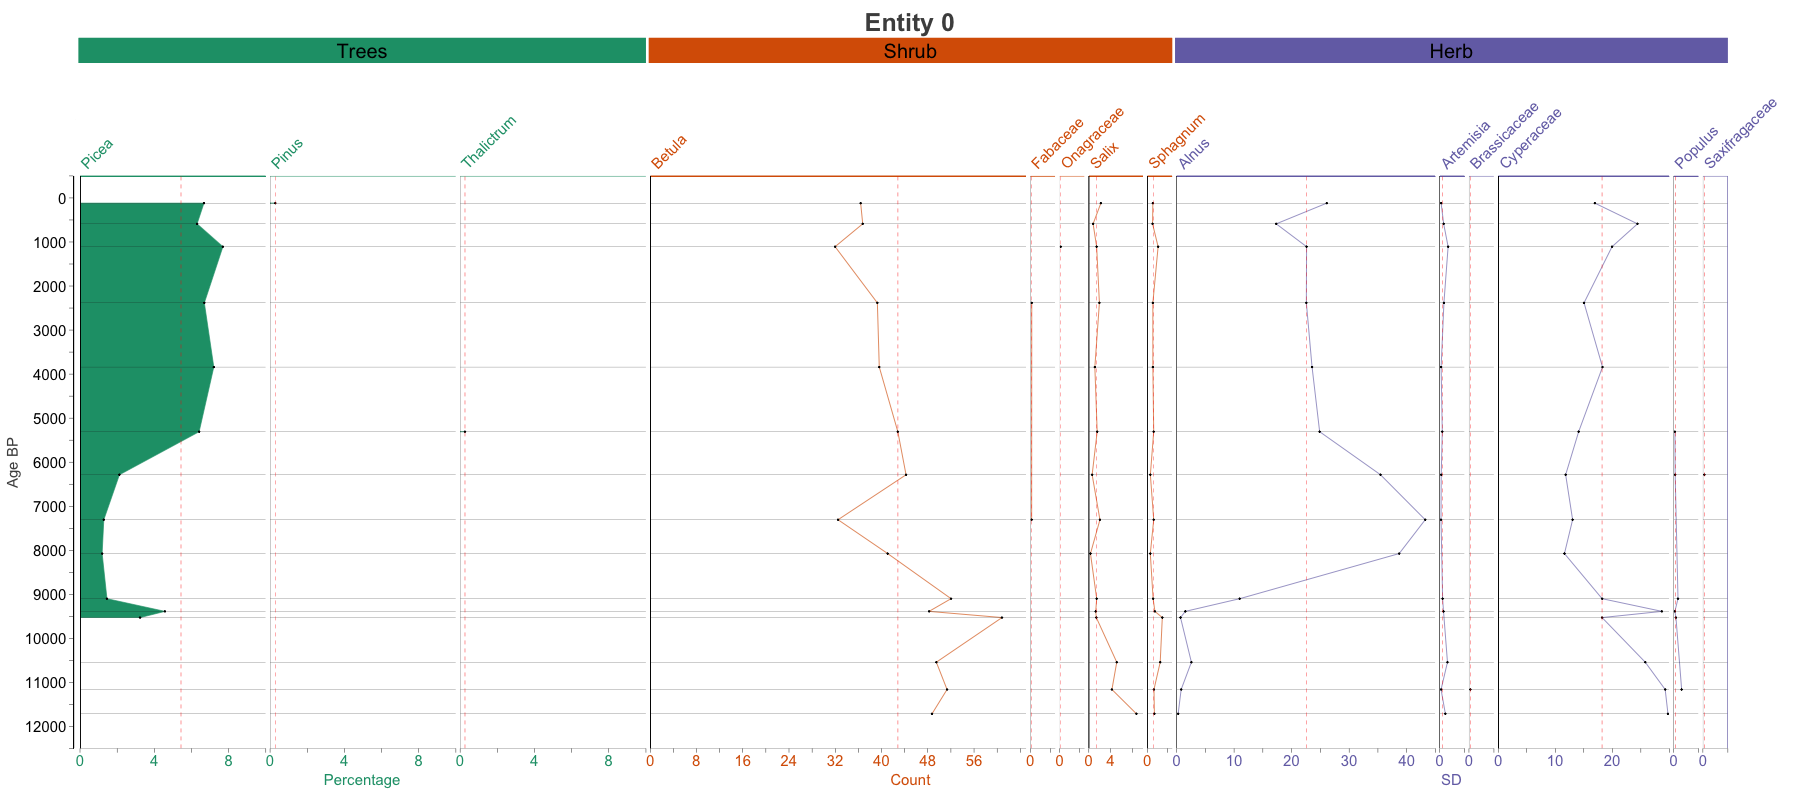 Entity 0
Trees Shrub Herb
Picea Pinus Thalictrum Betula Fabaceae Onagraceae Salix Sphagnum Alnus Artemisia Brassicaceae Cyperaceae Populus Saxifragaceae
0
1000
2000
3000
4000
5000
6000
7000
8000
9000
10000
11000
12000
Age BP
0 4 8 0 4 8 0 4 8 0 8 16 24 32 40 48 56 0 0 0 4 0 0 10 20 30 40 0 0 0 10 20 0 0
Percentage Count SD